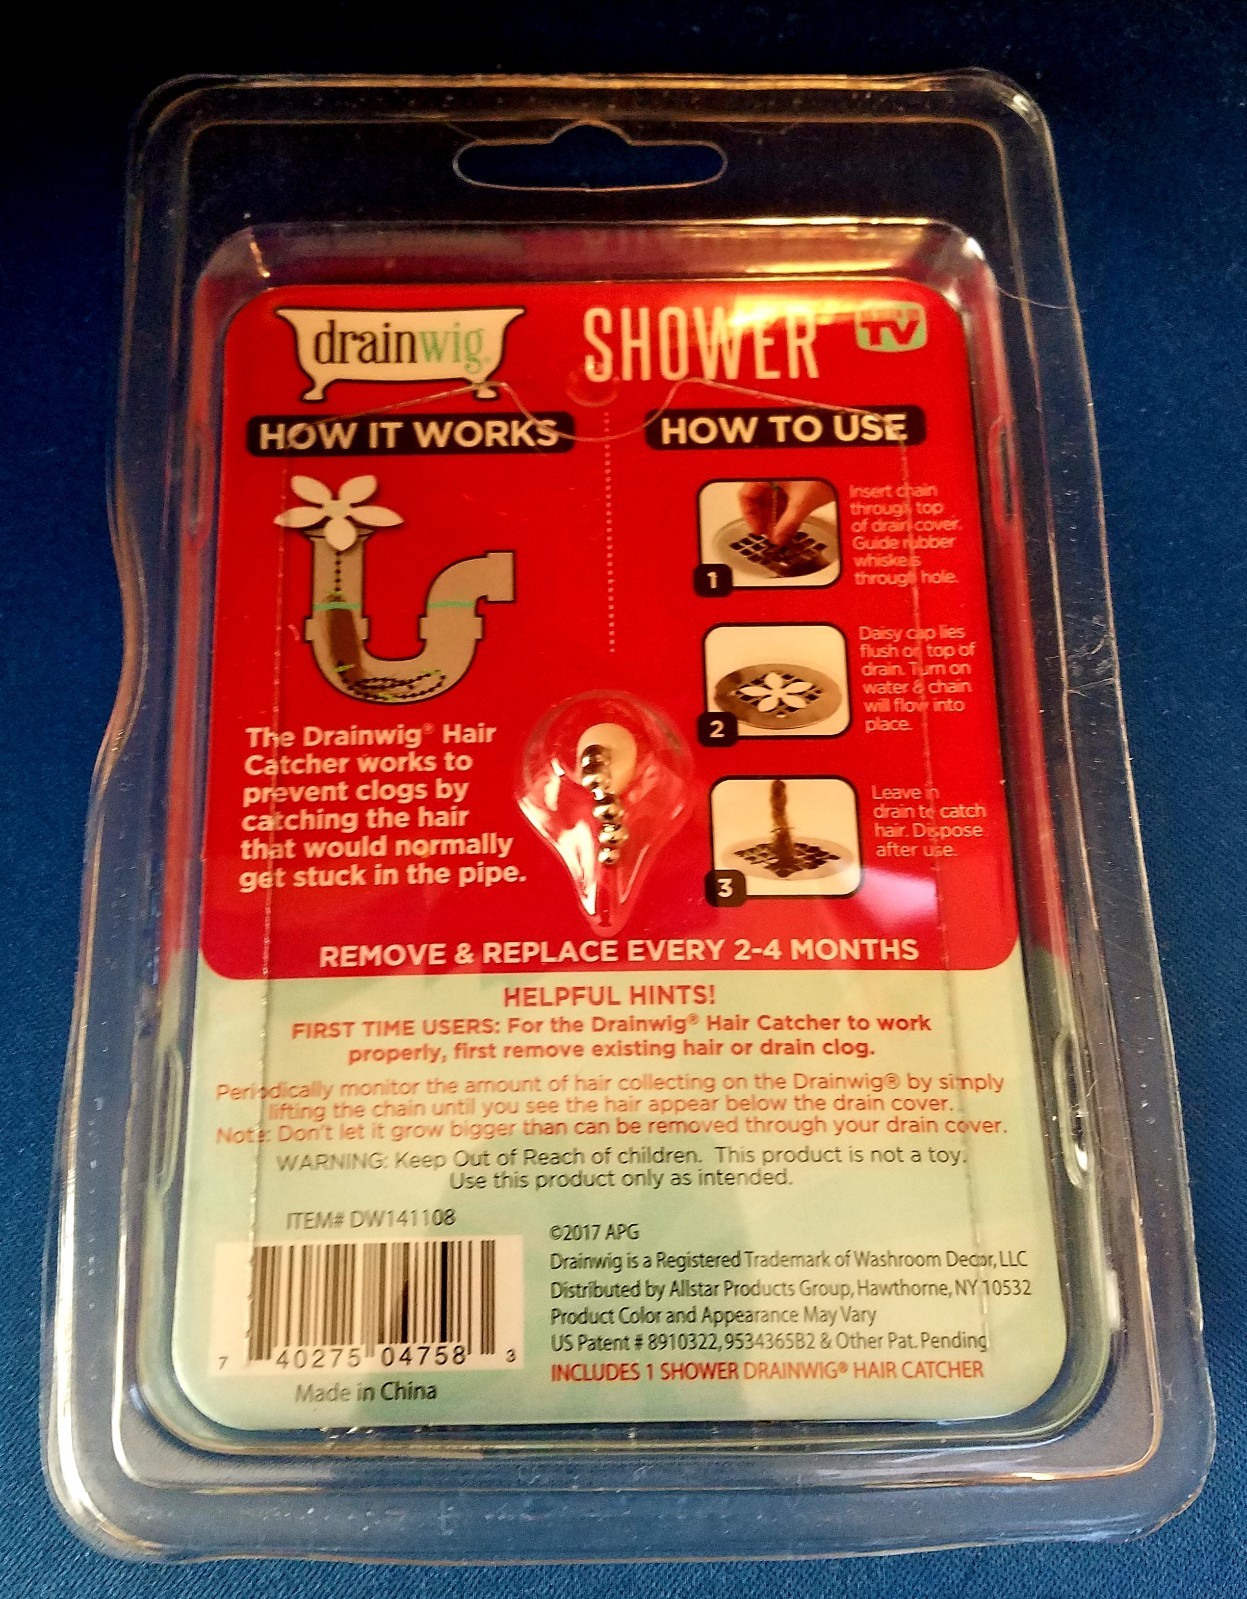 drainwig®
SHOWER
TV
HOW IT WORKS
The Drainwig® Hair
Catcher works to
prevent clogs by
catching the hair
that would normally
get stuck in the pipe.
HOW TO USE
1
Insert chain
through top
of drain cover.
Guide rubber
whiskers
through hole.
2
Daisy cap lies
flush on top of
drain. Turn on
water & chain
will flow into
place.
3
Leave in
drain to catch
hair. Dispose
after use.
REMOVE & REPLACE EVERY 2-4 MONTHS
HELPFUL HINTS!
FIRST TIME USERS: For the Drainwig® Hair Catcher to work
properly, first remove existing hair or drain clog.
Periodically monitor the amount of hair collecting on the Drainwig® by simply
lifting the chain until you see the hair appear below the drain cover.
Note: Don't let it grow bigger than can be removed through your drain cover.
WARNING: Keep Out of Reach of children. This product is not a toy.
Use this product only as intended.
ITEM# DW141108
7 40275 04758 3
Made in China
©2017 APG
Drainwig is a Registered Trademark of Washroom Decor, LLC
Distributed by Allstar Products Group, Hawthorne, NY 10532
Product Color and Appearance May Vary
US Patent # 8910322, 9534365B2 & Other Pat. Pending
INCLUDES 1 SHOWER DRAINWIG® HAIR CATCHER